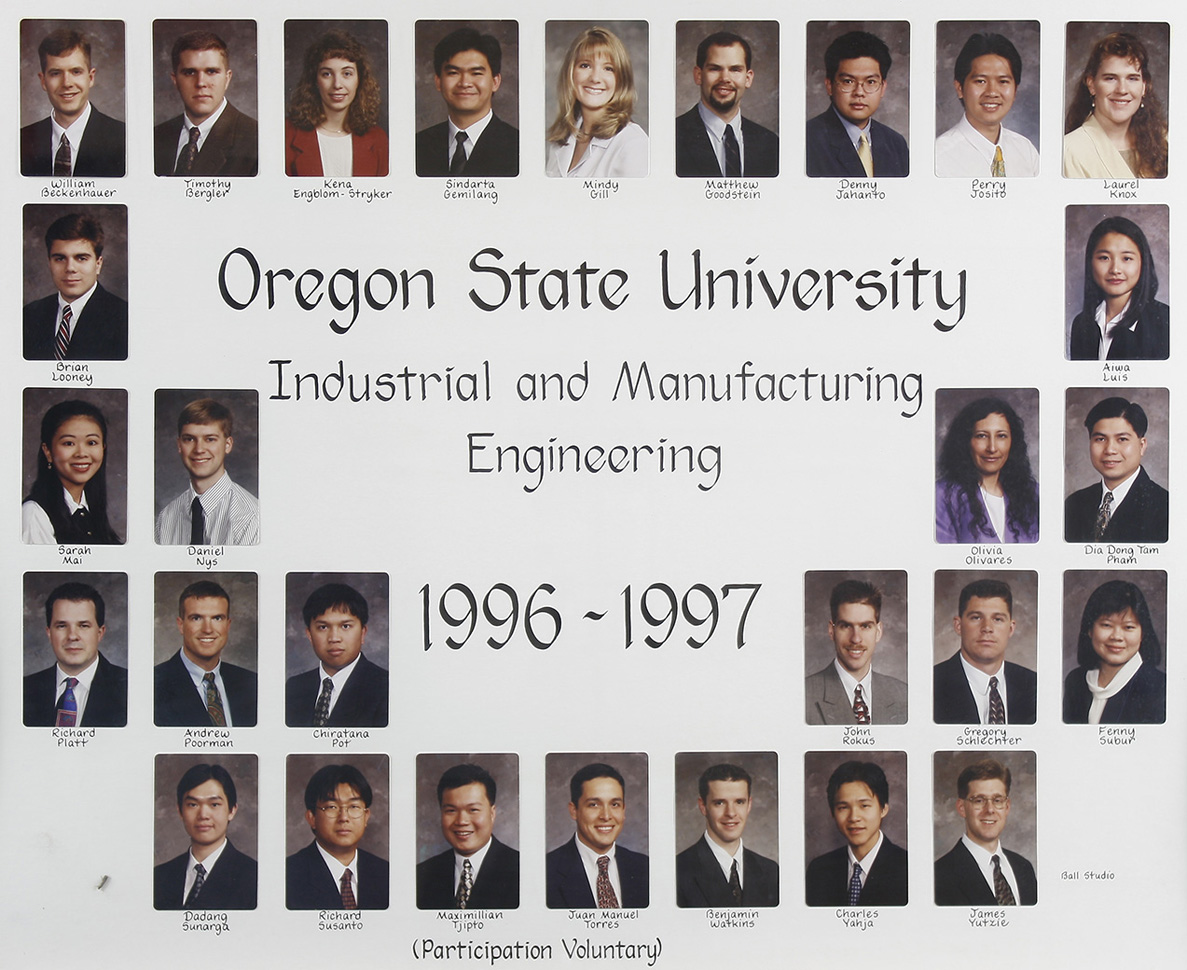 William
Beckenhauer
Timothy
Bergler
Kena
Engblom-Stryker
Sindarta
Gemilang
Mindy
Gill
Matthew
Goodstein
Denny
Jahanto
Perry
Josito
Laurel
Knox
Oregon State University
Brian
Looney
Aiwa
Luis
Industrial and Manufacturing
Engineering
Sarah
Mai
Daniel
Nys
Olivia
Olivares
Dia Dong Tam
Pham
1996-1997
Richard
Platt
Andrew
Poorman
Chiratana
Pot
John
Rokus
Gregory
Schlechter
Fenny
Subur
Dadang
Sunarga
Richard
Susanto
Maximillian
Tjipto
Juan Manuel
Torres
Benjamin
Watkins
Charles
Yahja
James
Yutzie
Ball Studio
(Participation Voluntary)